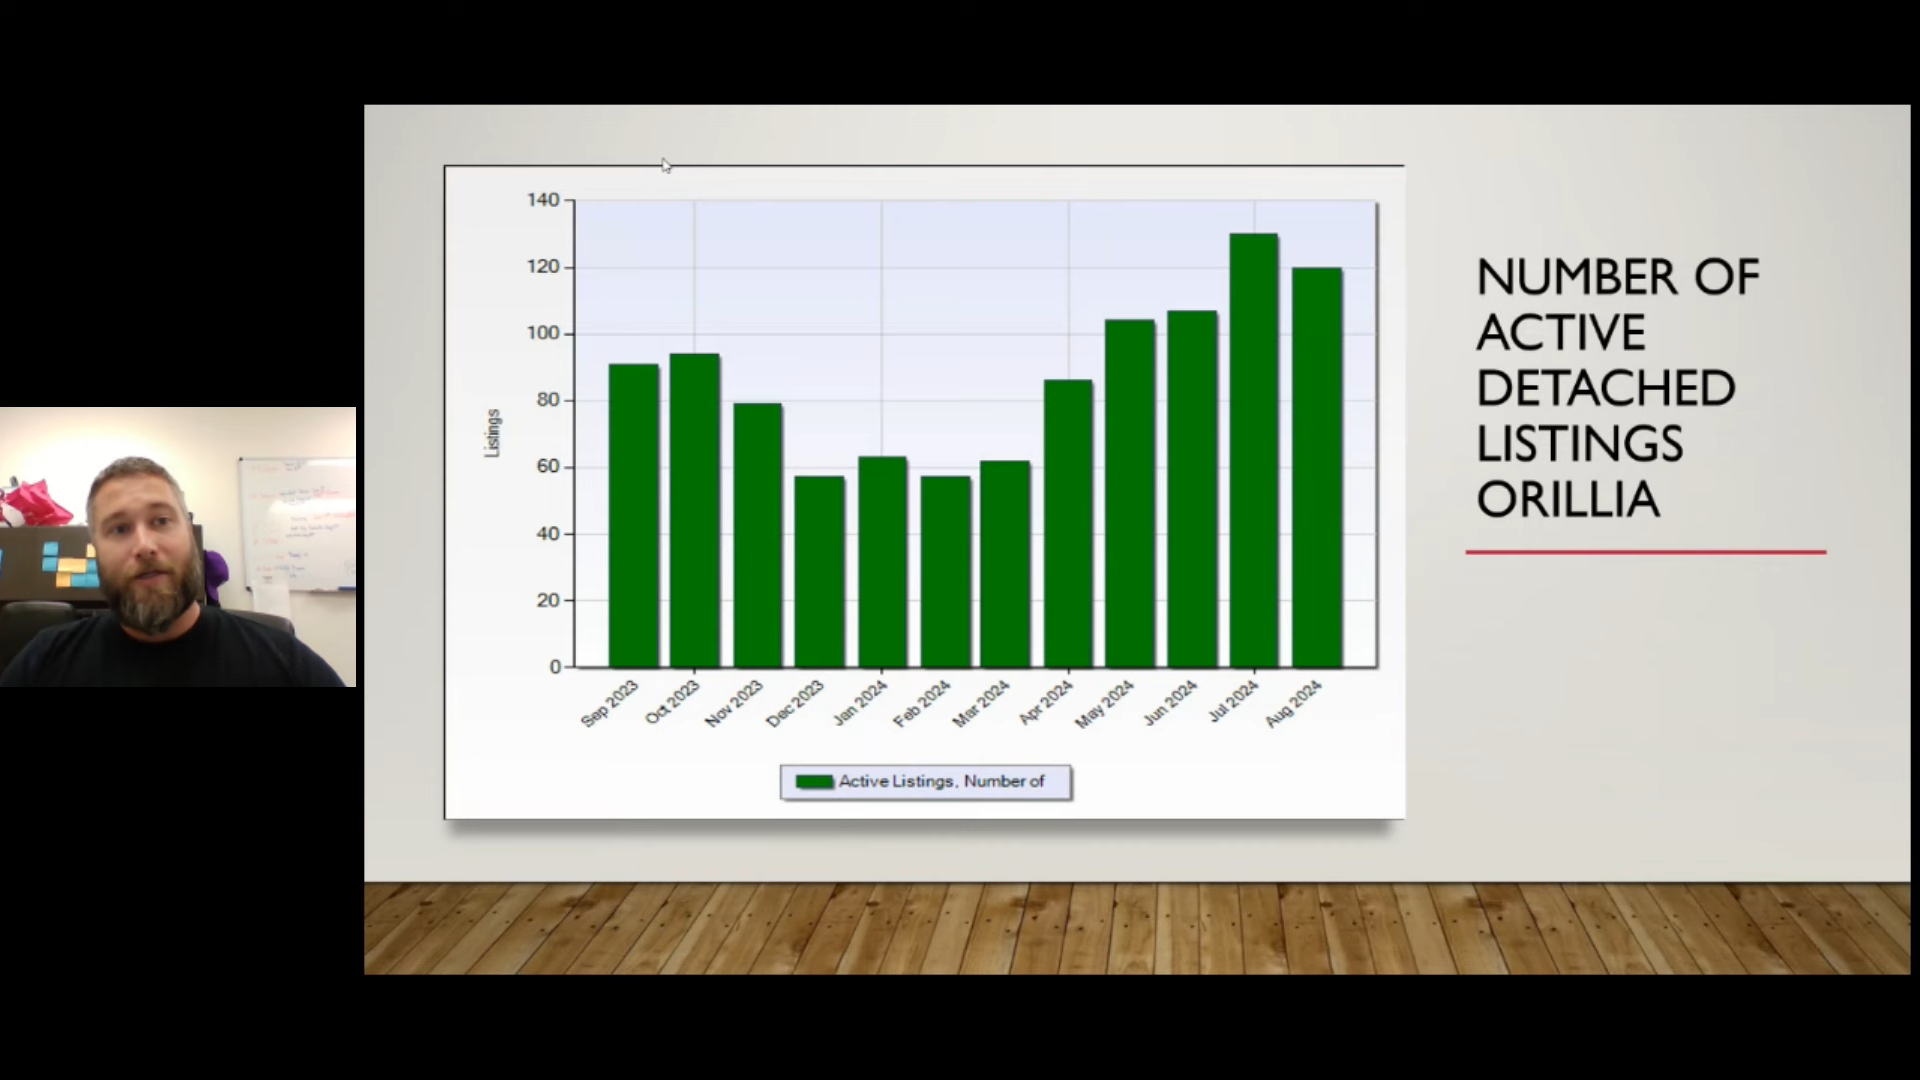 140
120
100
80
60
40
20
0
Listings
Sep 2023
Oct 2023
Nov 2023
Dec 2023
Jan 2024
Feb 2024
Mar 2024
Apr 2024
May 2024
Jun 2024
Jul 2024
Aug 2024
Active Listings, Number of
NUMBER OF
ACTIVE
DETACHED
LISTINGS
ORILLIA